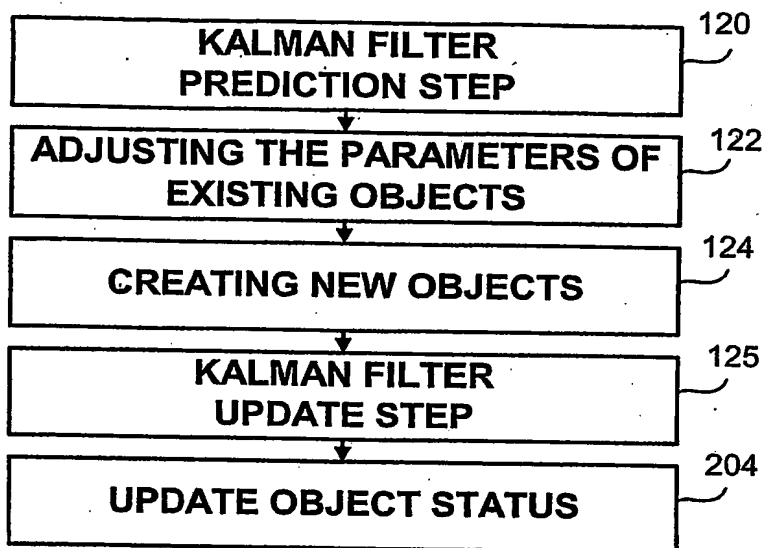 KALMAN FILTER
PREDICTION STEP
120
ADJUSTING THE PARAMETERS OF
EXISTING OBJECTS
122
CREATING NEW OBJECTS
124
KALMAN FILTER
UPDATE STEP
125
UPDATE OBJECT STATUS
204